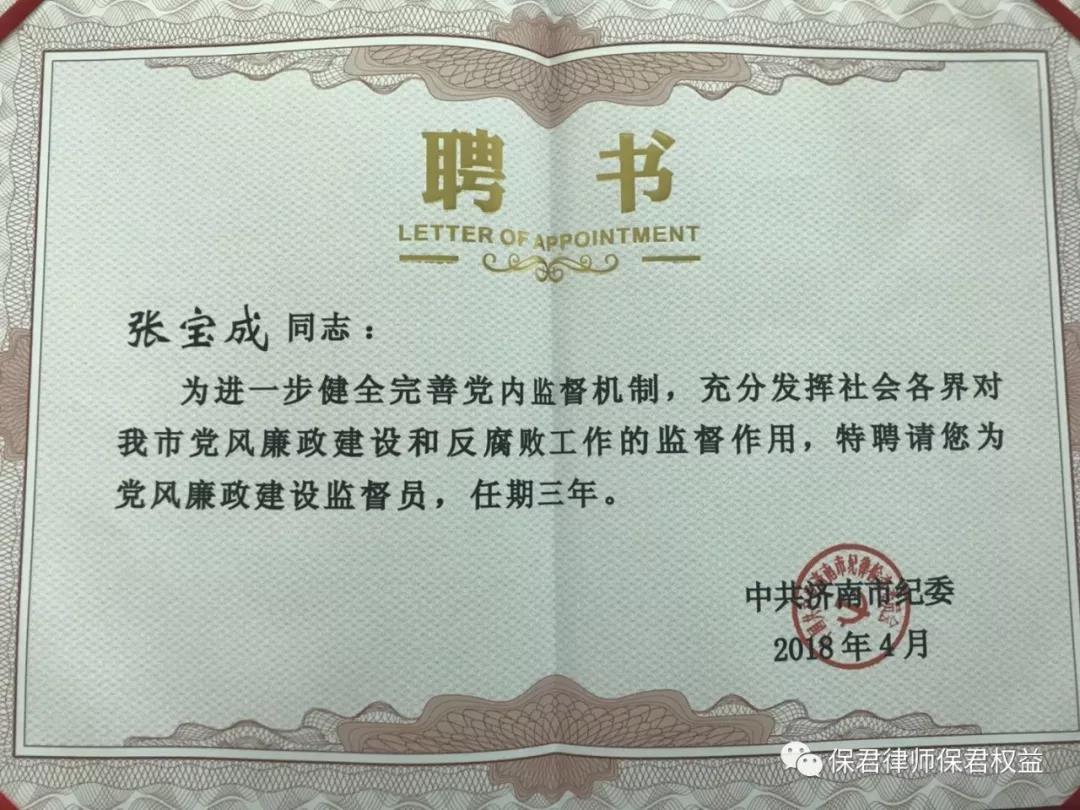 聘 书
LETTER OF APPOINTMENT
张宝成 同志：
为进一步健全完善党内监督机制，充分发挥社会各界对
我市党风廉政建设和反腐败工作的监督作用，特聘请您为
党风廉政建设监督员，任期三年。
中共济南市纪委
2018年4月
保君律师保君权益